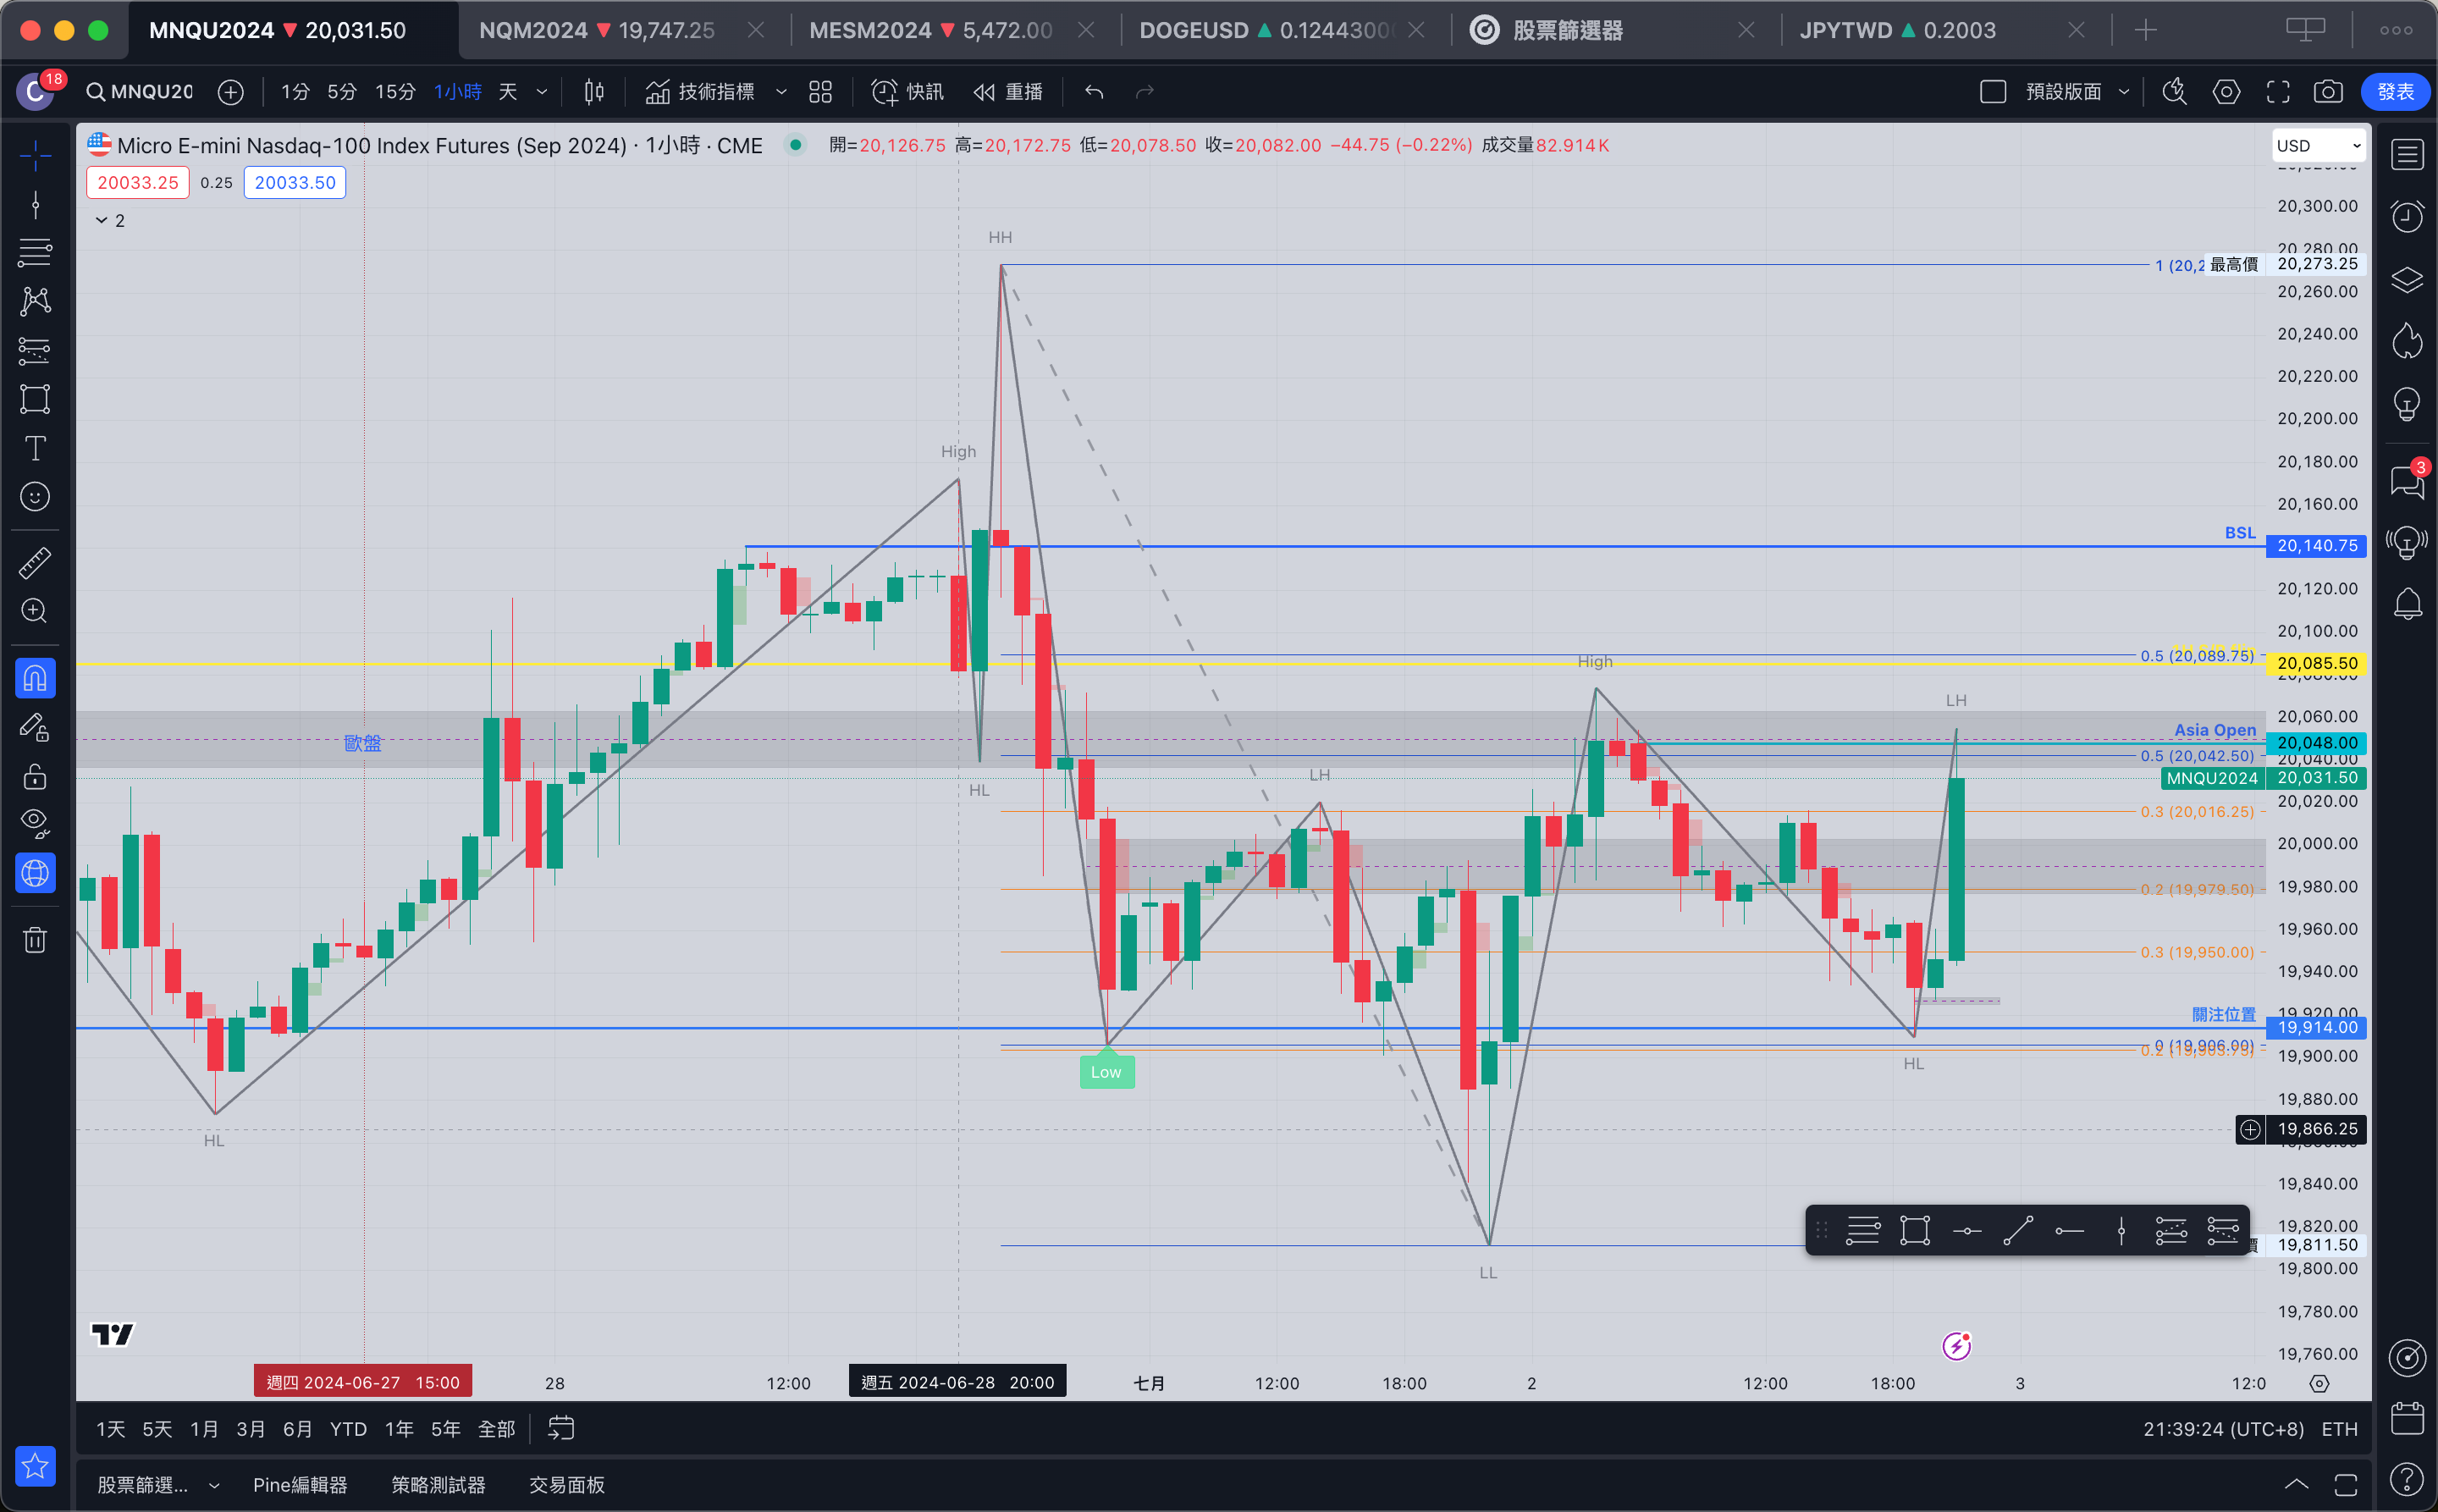 MNQU2024 ▼ 20,031.50
NQM2024 ▼ 19,747.25
MESM2024 ▼ 5,472.00
DOGEUSD ▲ 0.1244300
股票篩選器
JPYTWD ▲ 0.2003
C 18
MNQU20
1分 5分 15分 1小時 天
技術指標
快訊
重播
預設版面
發表
Micro E-mini Nasdaq-100 Index Futures (Sep 2024) · 1小時 · CME
開=20,126.75 高=20,172.75 低=20,078.50 收=20,082.00 −44.75 (−0.22%) 成交量82.914K
USD
20033.25 0.25 20033.50
2
20,300.00
HH
20,280.00
1 (20,2
最高價 20,273.25
20,260.00
20,240.00
20,220.00
20,200.00
High
20,180.00
20,160.00
BSL
20,140.75
20,120.00
20,100.00
0.5 (20,089.75)
High
20,085.50
LH
20,060.00
Asia Open
歐盤
20,048.00
0.5 (20,042.50)
20,040.00
LH
MNQU2024 20,031.50
HL
20,020.00
0.3 (20,016.25)
20,000.00
19,980.00
0.2 (19,979.50)
19,960.00
0.3 (19,950.00)
19,940.00
關注位置
19,920.00
19,914.00
0 (19,906.00)
0.2 (19,903.75)
19,900.00
HL
Low
19,880.00
19,866.25
HL
19,840.00
19,820.00
19,811.50
LL
19,800.00
19,780.00
19,760.00
3
週四 2024-06-27 15:00
28
12:00
週五 2024-06-28 20:00
七月
12:00
18:00
2
12:00
18:00
3
12:0
1天 5天 1月 3月 6月 YTD 1年 5年 全部
21:39:24 (UTC+8) ETH
股票篩選...
Pine編輯器
策略測試器
交易面板